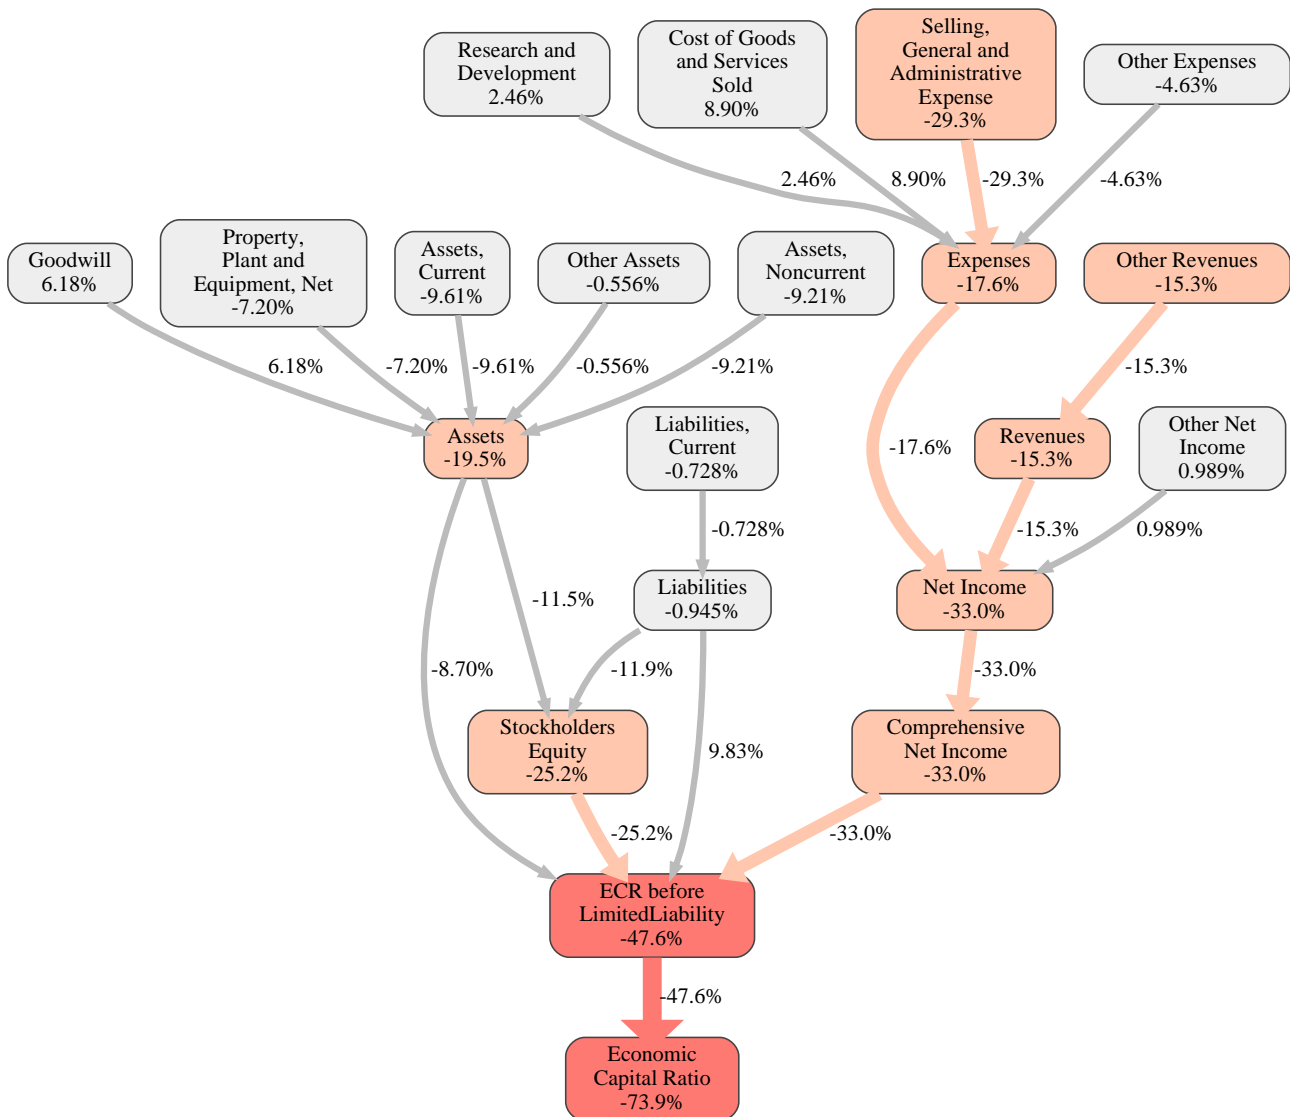 Research and
Development
2.46%
Cost of Goods
and Services
Sold
8.90%
Selling,
General and
Administrative
Expense
-29.3%
Other Expenses
-4.63%
2.46%
8.90%
-29.3%
-4.63%
Goodwill
6.18%
Property,
Plant and
Equipment, Net
-7.20%
Assets,
Current
-9.61%
Other Assets
-0.556%
Assets,
Noncurrent
-9.21%
Expenses
-17.6%
Other Revenues
-15.3%
6.18%
-7.20%
-9.61%
-0.556%
-9.21%
-15.3%
Assets
-19.5%
Liabilities,
Current
-0.728%
-17.6%
Revenues
-15.3%
Other Net
Income
0.989%
-0.728%
-15.3%
0.989%
-11.5%
Liabilities
-0.945%
Net Income
-33.0%
-8.70%
-11.9%
-33.0%
Stockholders
Equity
-25.2%
9.83%
Comprehensive
Net Income
-33.0%
-25.2%
-33.0%
ECR before
LimitedLiability
-47.6%
-47.6%
Economic
Capital Ratio
-73.9%